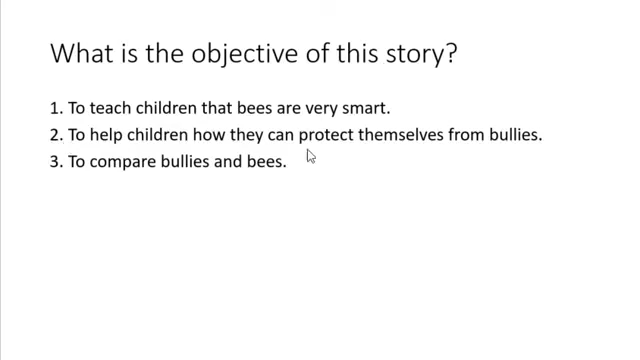 What is the objective of this story?
1. To teach children that bees are very smart.
2. To help children how they can protect themselves from bullies.
3. To compare bullies and bees.